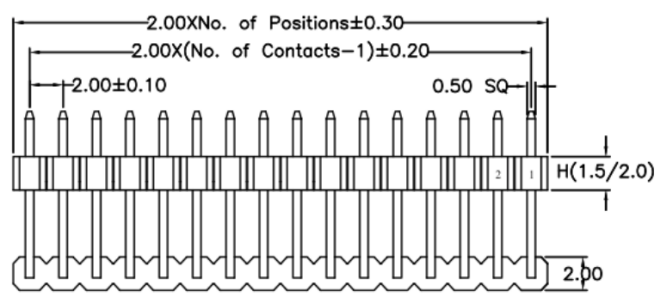 2.00XNo. of Positions±0.30
2.00X(No. of Contacts-1)±0.20
2.00±0.10
0.50 SQ
2
1
H(1.5/2.0)
2.00